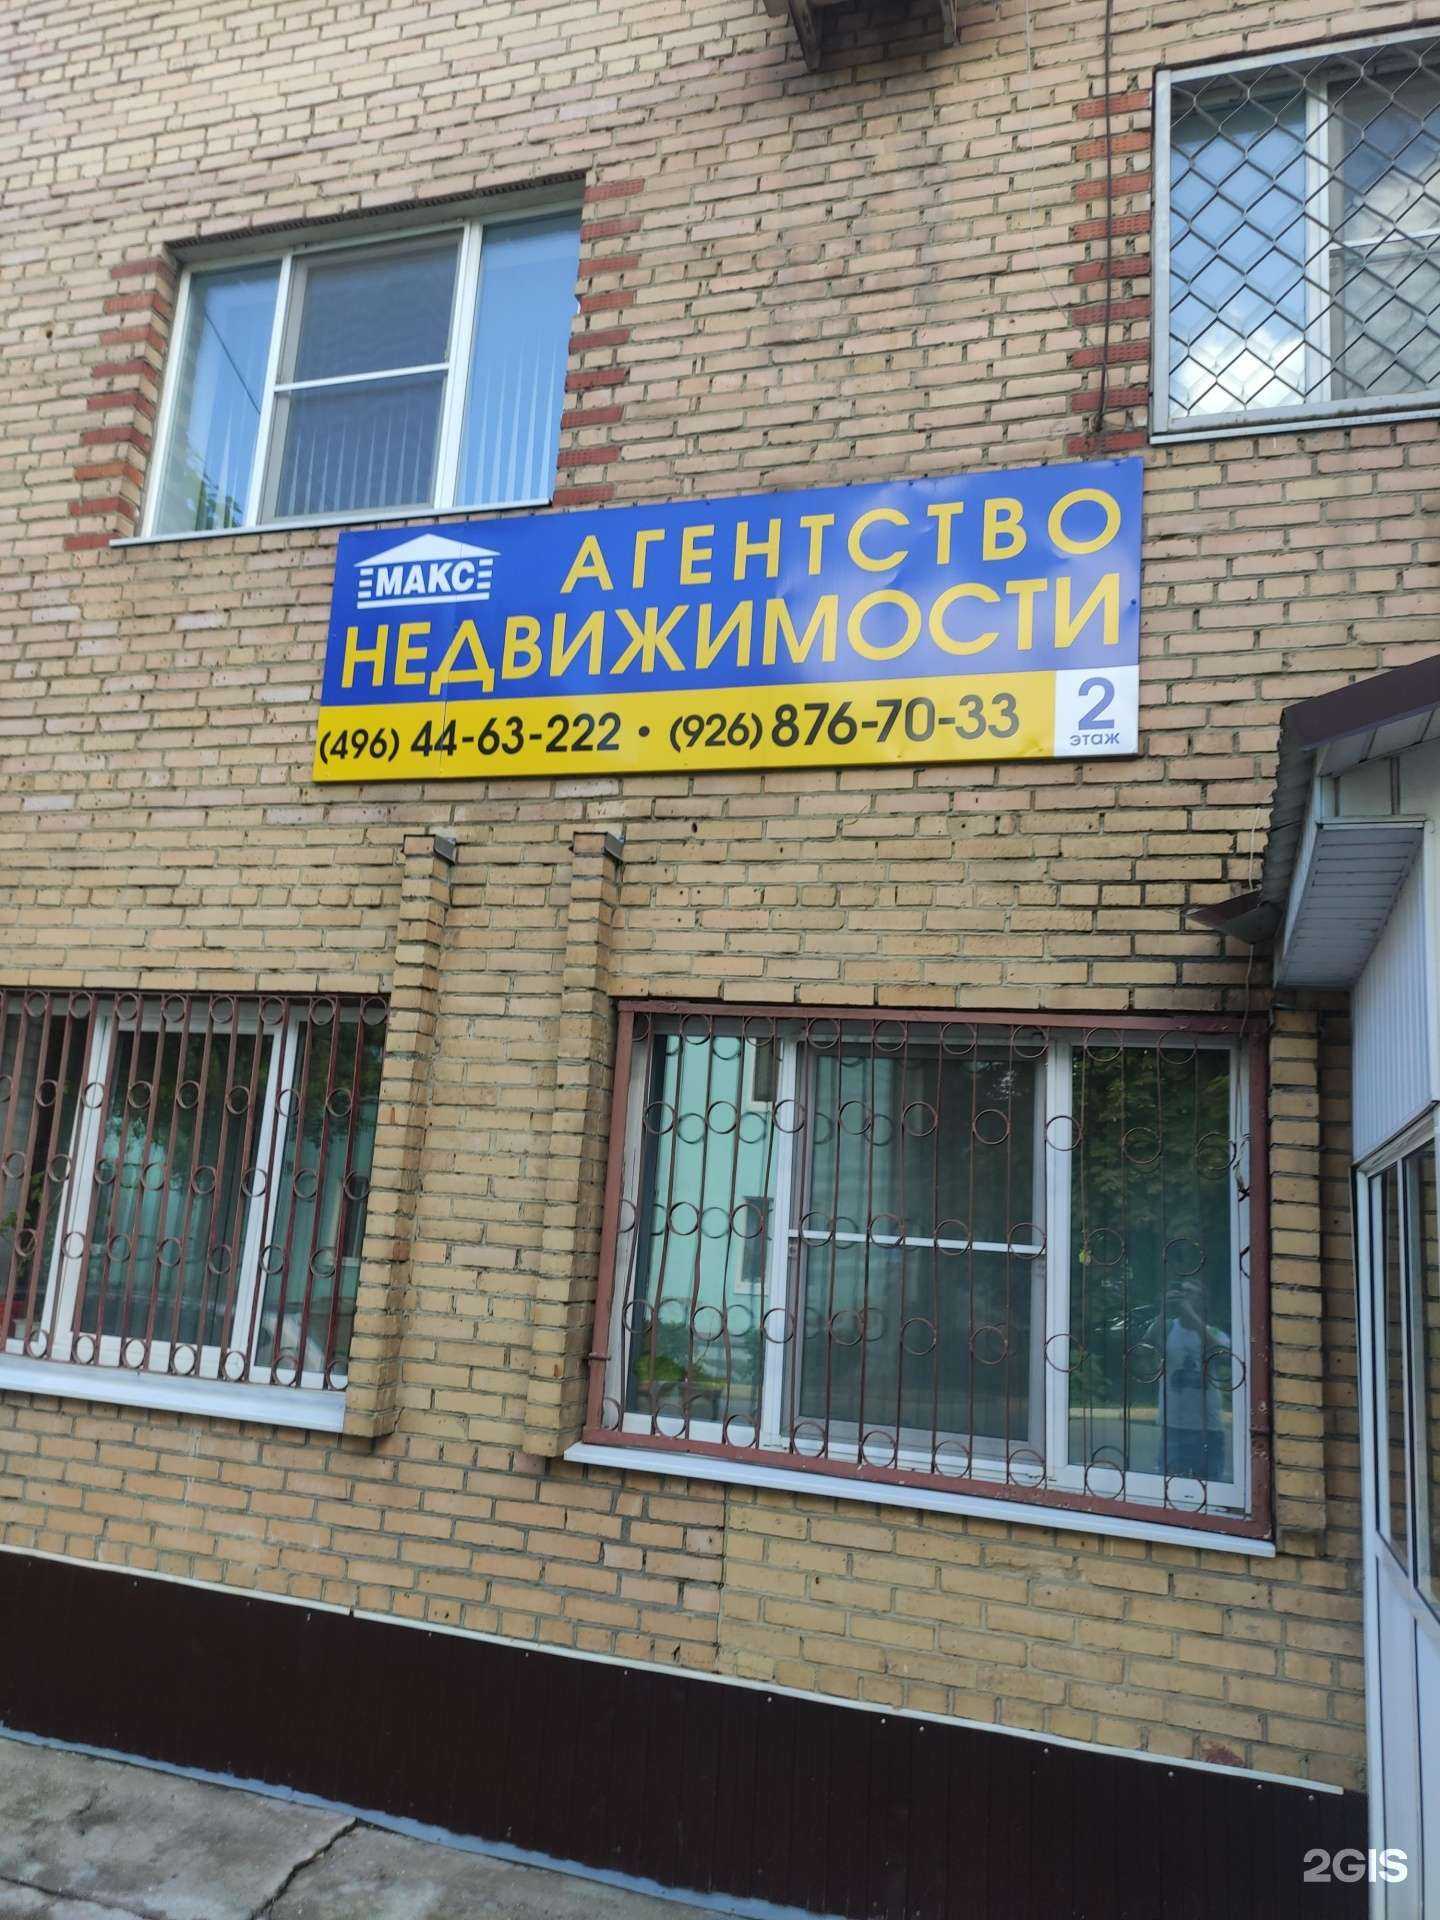 МАКС
АГЕНТСТВО
НЕДВИЖИМОСТИ
(496) 44-63-222 • (926) 876-70-33
2
этаж
2GIS